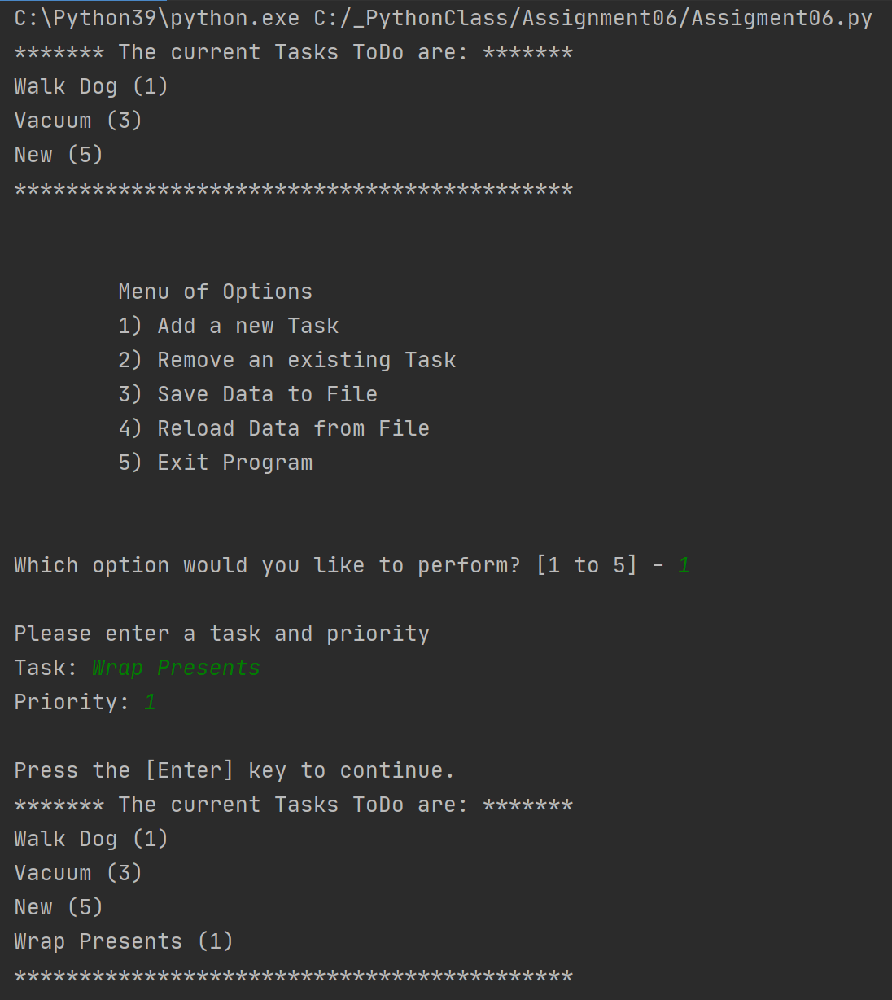 C:\Python39\python.exe C:/_PythonClass/Assignment06/Assigment06.py
******* The current Tasks ToDo are: *******
Walk Dog (1)
Vacuum (3)
New (5)
*******************************************
Menu of Options
1) Add a new Task
2) Remove an existing Task
3) Save Data to File
4) Reload Data from File
5) Exit Program
Which option would you like to perform? [1 to 5] - 1
Please enter a task and priority
Task: Wrap Presents
Priority: 1
Press the [Enter] key to continue.
******* The current Tasks ToDo are: *******
Walk Dog (1)
Vacuum (3)
New (5)
Wrap Presents (1)
*******************************************